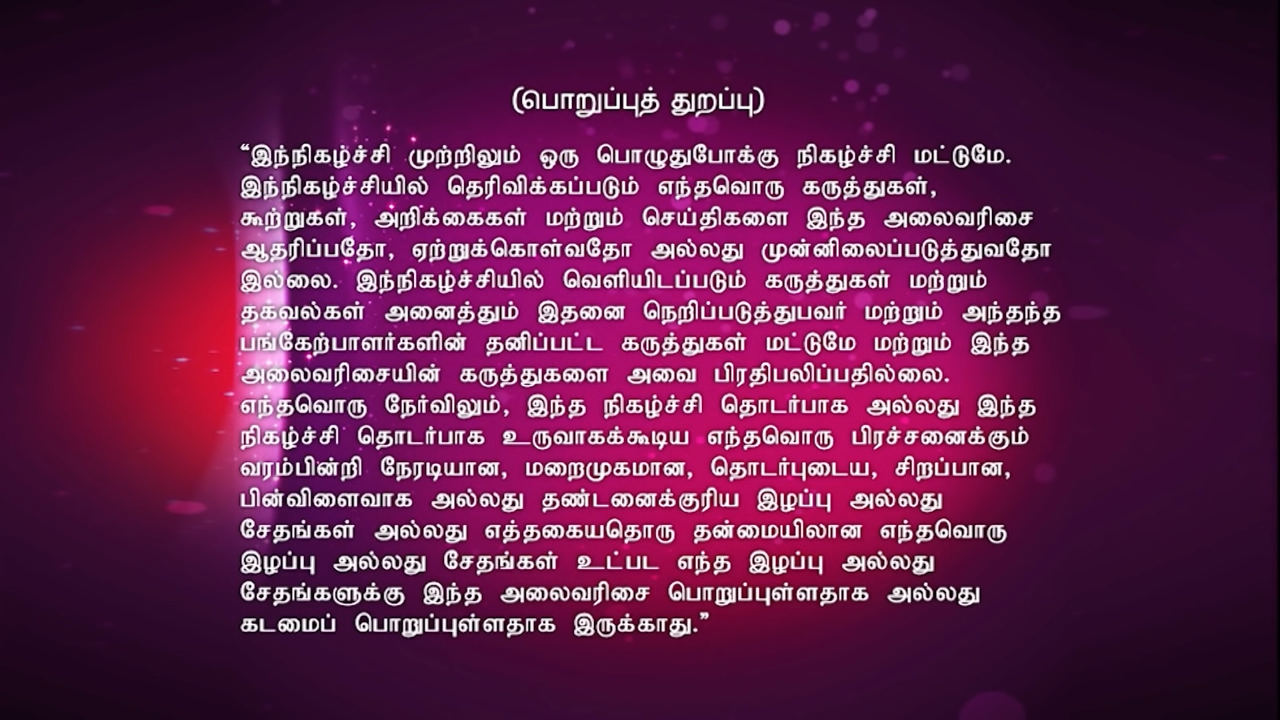 (பொறுப்புத் துறப்பு)
“இந்நிகழ்ச்சி முற்றிலும் ஒரு பொழுதுபோக்கு நிகழ்ச்சி மட்டுமே.
இந்நிகழ்ச்சியில் தெரிவிக்கப்படும் எந்தவொரு கருத்துகள்,
கூற்றுகள், அறிக்கைகள் மற்றும் செய்திகளை இந்த அலைவரிசை
ஆதரிப்பதோ, ஏற்றுக்கொள்வதோ அல்லது முன்னிலைப்படுத்துவதோ
இல்லை. இந்நிகழ்ச்சியில் வெளியிடப்படும் கருத்துகள் மற்றும்
தகவல்கள் அனைத்தும் இதனை நெறிப்படுத்துபவர் மற்றும் அந்தந்த
பங்கேற்பாளர்களின் தனிப்பட்ட கருத்துகள் மட்டுமே மற்றும் இந்த
அலைவரிசையின் கருத்துகளை அவை பிரதிபலிப்பதில்லை.
எந்தவொரு நேர்விலும், இந்த நிகழ்ச்சி தொடர்பாக அல்லது இந்த
நிகழ்ச்சி தொடர்பாக உருவாகக்கூடிய எந்தவொரு பிரச்சனைக்கும்
வரம்பின்றி நேரடியான, மறைமுகமான, தொடர்புடைய, சிறப்பான,
பின்விளைவாக அல்லது தண்டனைக்குரிய இழப்பு அல்லது
சேதங்கள் அல்லது எத்தகையதொரு தன்மையிலான எந்தவொரு
இழப்பு அல்லது சேதங்கள் உட்பட எந்த இழப்பு அல்லது
சேதங்களுக்கு இந்த அலைவரிசை பொறுப்புள்ளதாக அல்லது
கடமைப் பொறுப்புள்ளதாக இருக்காது.”